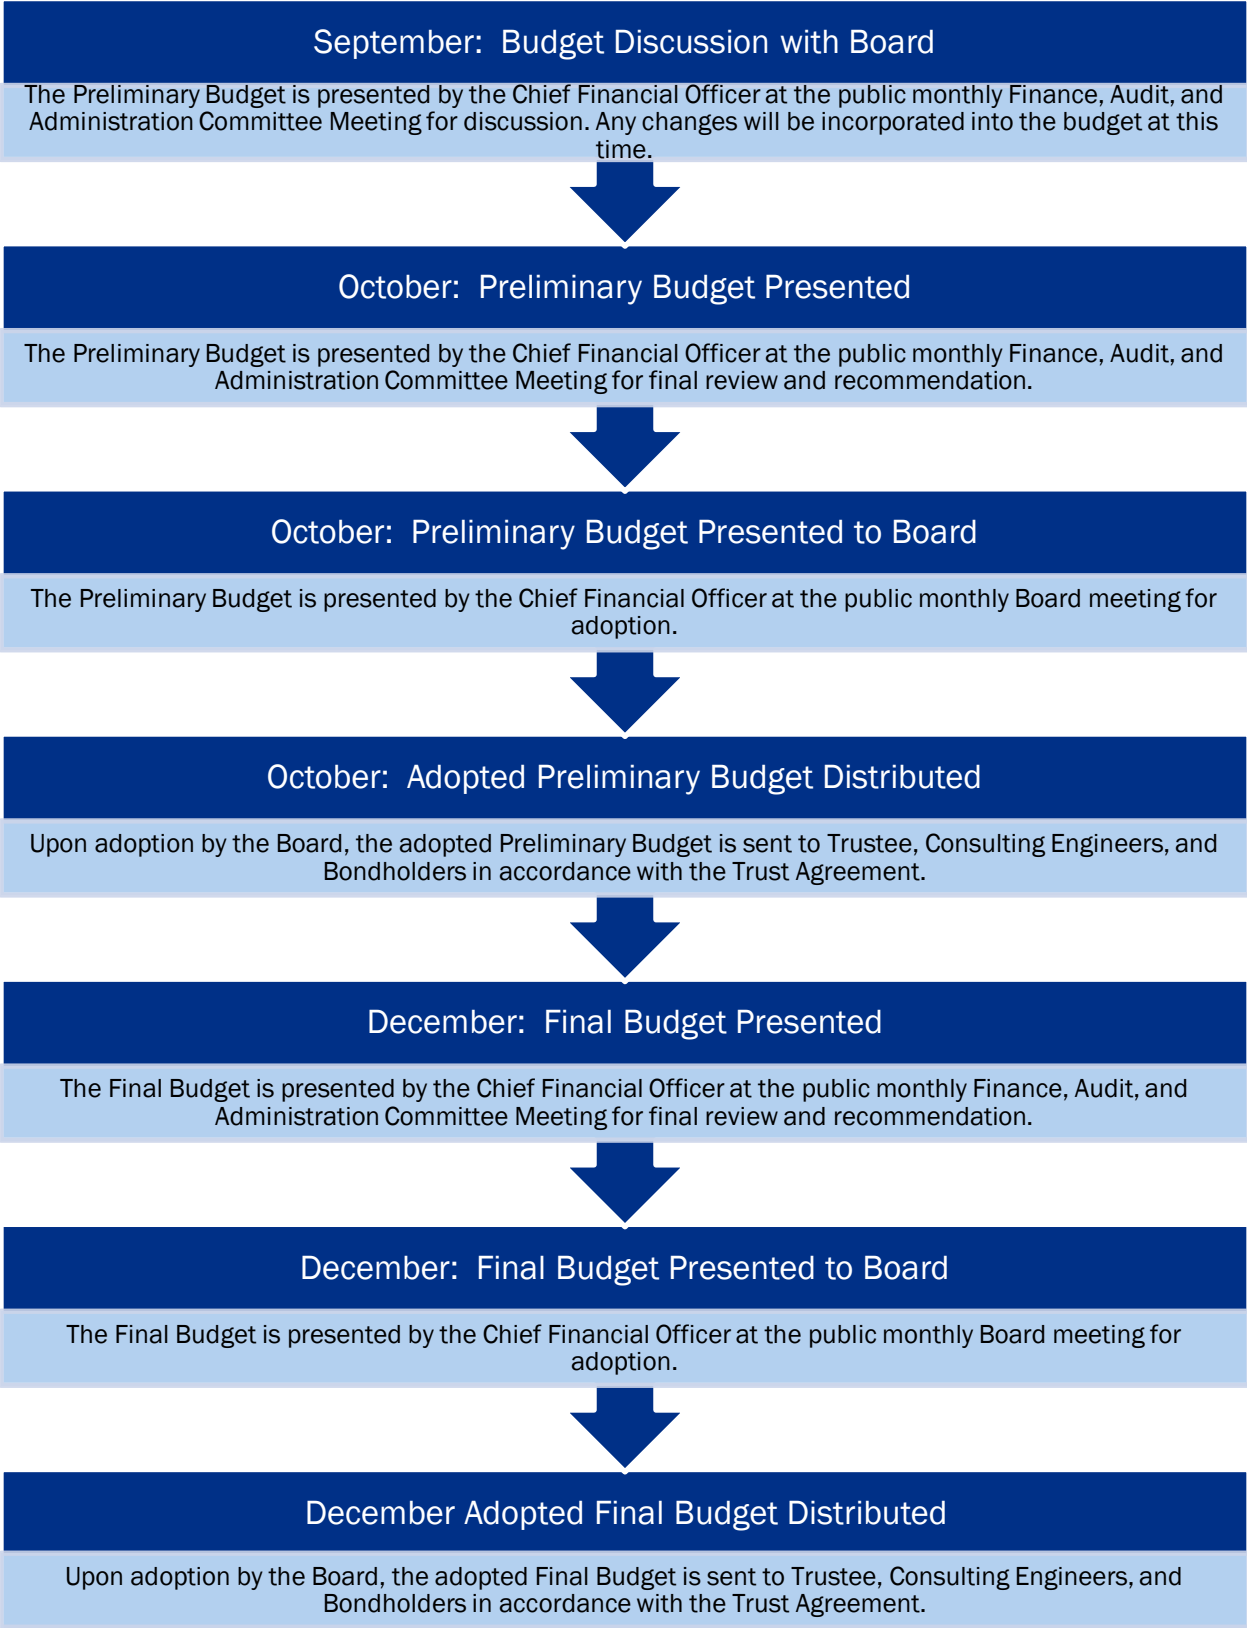 September:  Budget Discussion with Board
The Preliminary Budget is presented by the Chief Financial Officer at the public monthly Finance, Audit, and
Administration Committee Meeting for discussion. Any changes will be incorporated into the budget at this
time.
October:  Preliminary Budget Presented
The Preliminary Budget is presented by the Chief Financial Officer at the public monthly Finance, Audit, and
Administration Committee Meeting for final review and recommendation.
October:  Preliminary Budget Presented to Board
The Preliminary Budget is presented by the Chief Financial Officer at the public monthly Board meeting for
adoption.
October:  Adopted Preliminary Budget Distributed
Upon adoption by the Board, the adopted Preliminary Budget is sent to Trustee, Consulting Engineers, and
Bondholders in accordance with the Trust Agreement.
December:  Final Budget Presented
The Final Budget is presented by the Chief Financial Officer at the public monthly Finance, Audit, and
Administration Committee Meeting for final review and recommendation.
December:  Final Budget Presented to Board
The Final Budget is presented by the Chief Financial Officer at the public monthly Board meeting for
adoption.
December Adopted Final Budget Distributed
Upon adoption by the Board, the adopted Final Budget is sent to Trustee, Consulting Engineers, and
Bondholders in accordance with the Trust Agreement.